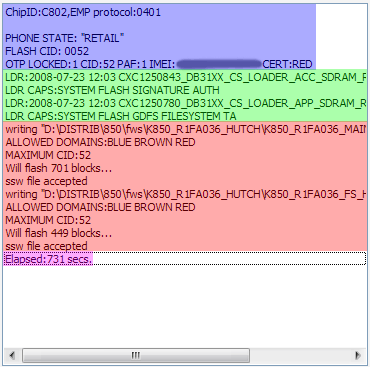 ChipID:C802,EMP protocol:0401
PHONE STATE: "RETAIL"
FLASH CID: 0052
OTP LOCKED:1 CID:52 PAF:1 IMEI: CERT:RED
LDR:2008-07-23 12:03 CXC1250843_DB31XX_CS_LOADER_ACC_SDRAM_R
LDR CAPS:SYSTEM FLASH SIGNATURE AUTH
LDR:2008-07-23 12:03 CXC1250780_DB31XX_CS_LOADER_APP_SDRAM_R
LDR CAPS:SYSTEM FLASH GDFS FILESYSTEM TA
writing "D:\DISTRIB\850\fws\K850_R1FA036_HUTCH\K850_R1FA036_MAIN
ALLOWED DOMAINS:BLUE BROWN RED
MAXIMUM CID:52
Will flash 701 blocks...
ssw file accepted
writing "D:\DISTRIB\850\fws\K850_R1FA036_HUTCH\K850_R1FA036_FS_H
ALLOWED DOMAINS:BLUE BROWN RED
MAXIMUM CID:52
Will flash 449 blocks...
ssw file accepted
Elapsed:731 secs.